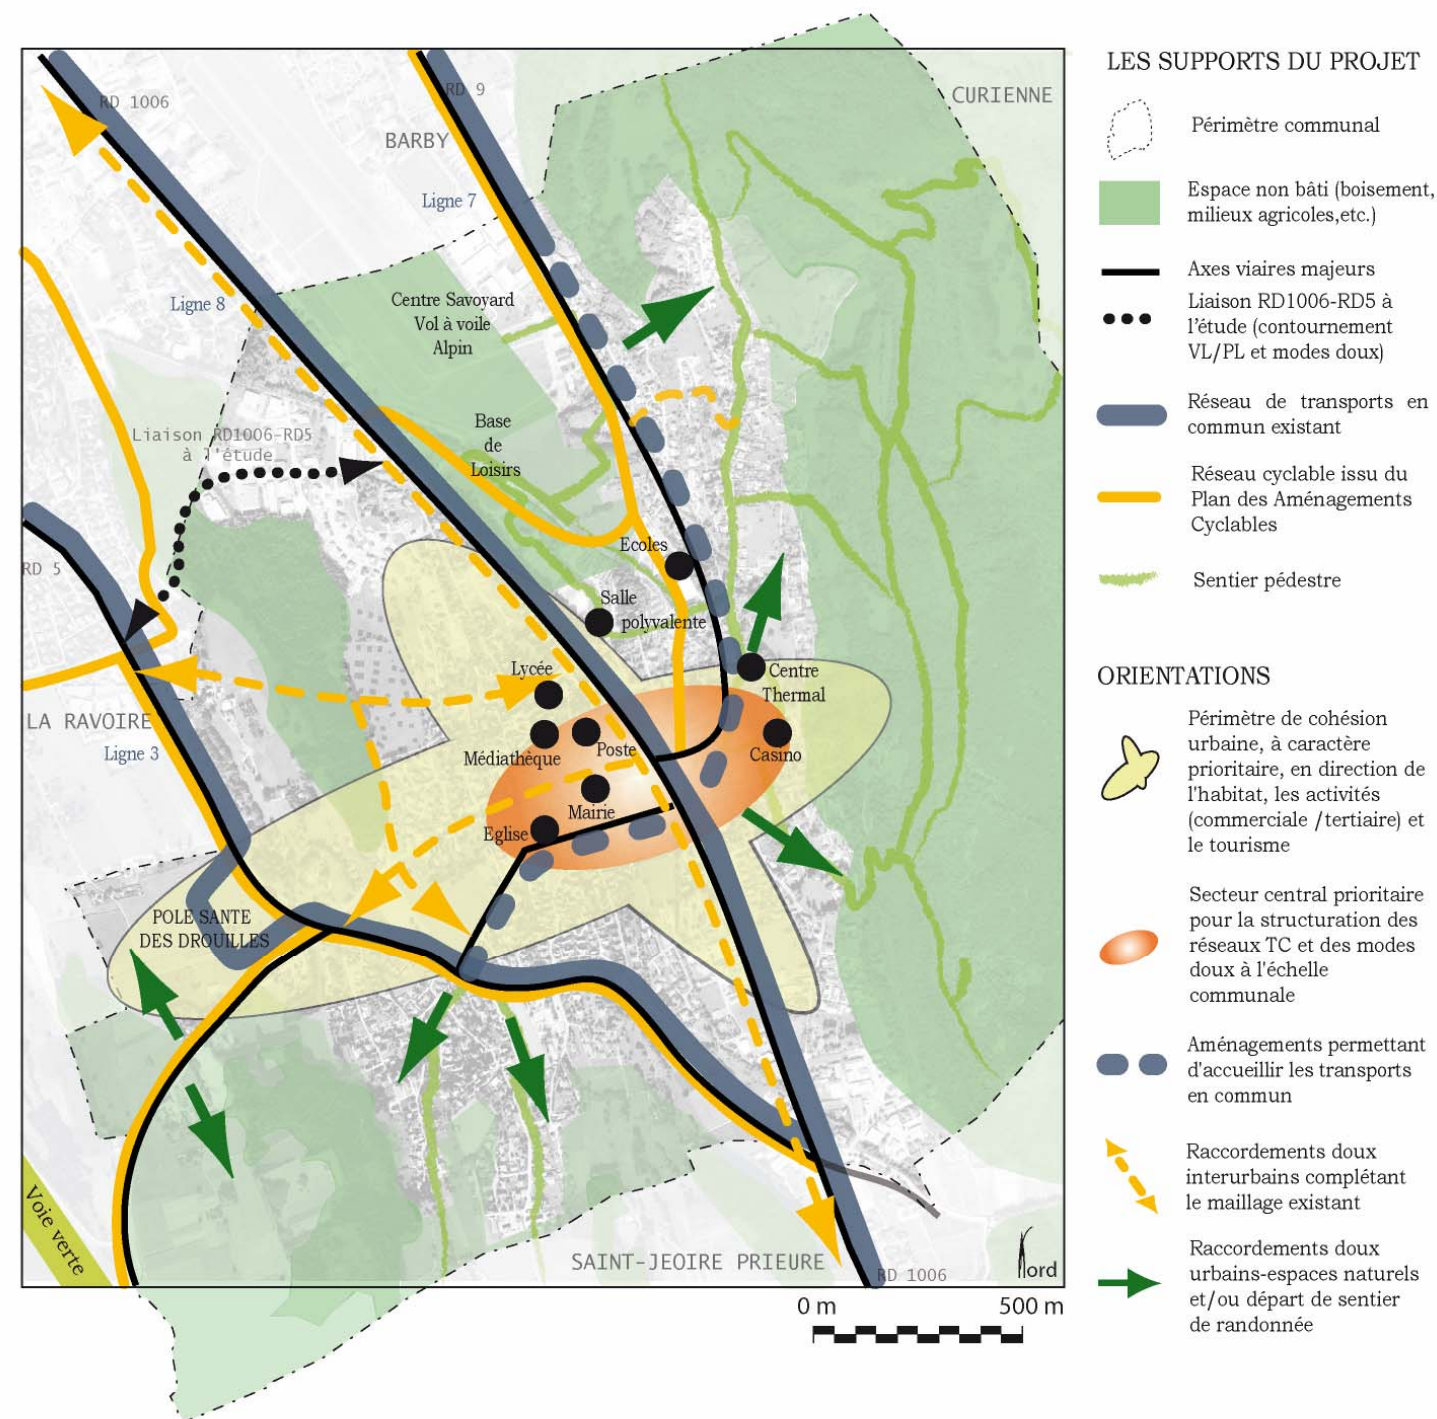 RD 1006
RD 9
BARBY
CURIENNE
Ligne 7
Ligne 8
Centre Savoyard
Vol à voile
Alpin
Base
de
Loisirs
Liaison RD1006-RD5
à l'étude
RD 5
Ecoles
Salle
polyvalente
Lycée
Centre
Thermal
LA RAVOIRE
Ligne 3
Médiathèque
Poste
Casino
Mairie
Eglise
POLE SANTE
DES DROUILLES
Voie verte
SAINT-JEOIRE PRIEURE
RD 1006
Nord
0 m
500 m
LES SUPPORTS DU PROJET
Périmètre communal
Espace non bâti (boisement,
milieux agricoles,etc.)
Axes viaires majeurs
Liaison RD1006-RD5 à
l'étude (contournement
VL/PL et modes doux)
Réseau de transports en
commun existant
Réseau cyclable issu du
Plan des Aménagements
Cyclables
Sentier pédestre
ORIENTATIONS
Périmètre de cohésion
urbaine, à caractère
prioritaire, en direction de
l'habitat, les activités
(commerciale /tertiaire) et
le tourisme
Secteur central prioritaire
pour la structuration des
réseaux TC et des modes
doux à l'échelle
communale
Aménagements permettant
d'accueillir les transports
en commun
Raccordements doux
interurbains complétant
le maillage existant
Raccordements doux
urbains-espaces naturels
et/ou départ de sentier
de randonnée